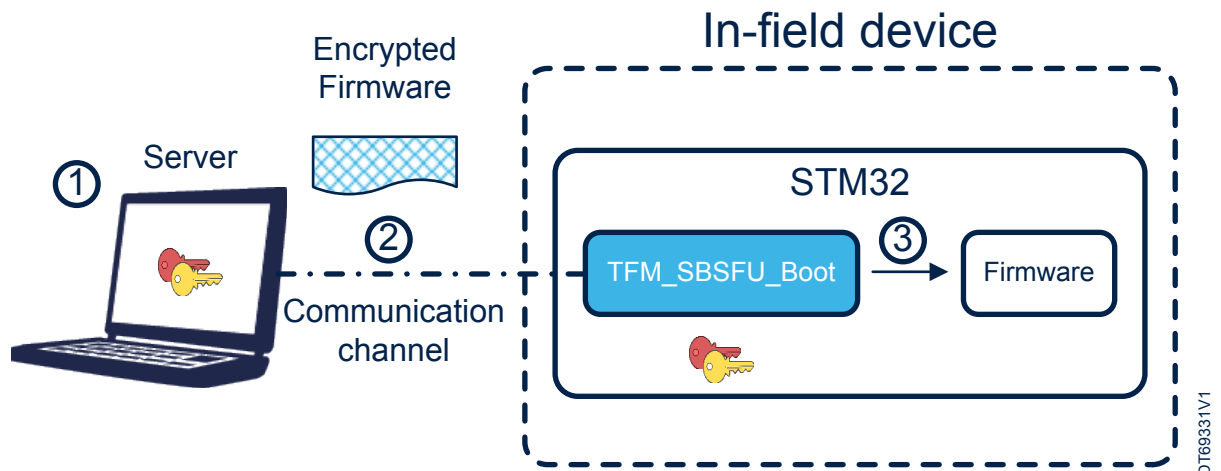 In-field device
Encrypted
Firmware
Server
1
STM32
2
3
TFM_SBSFU_Boot
Firmware
Communication
channel
DT69331V1